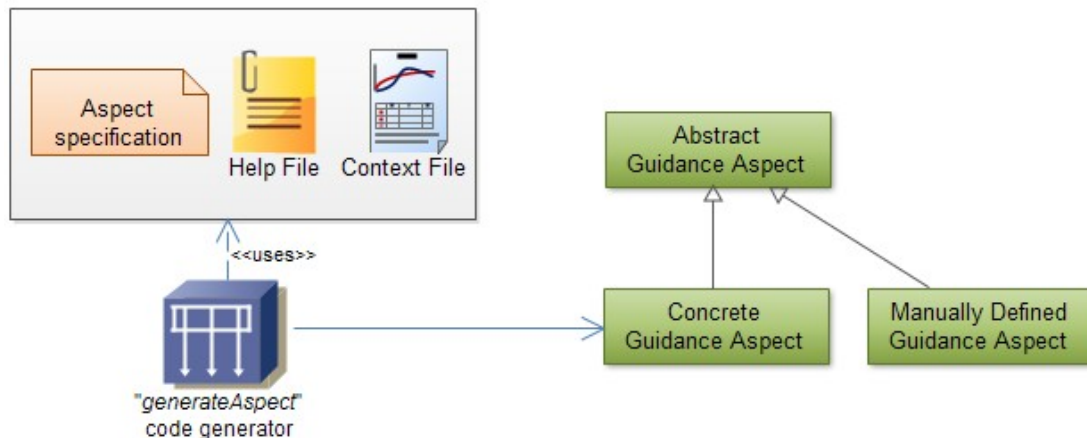 Aspect
specification
Help File
Context File
<<uses>>
"generateAspect"
code generator
Abstract
Guidance Aspect
Concrete
Guidance Aspect
Manually Defined
Guidance Aspect